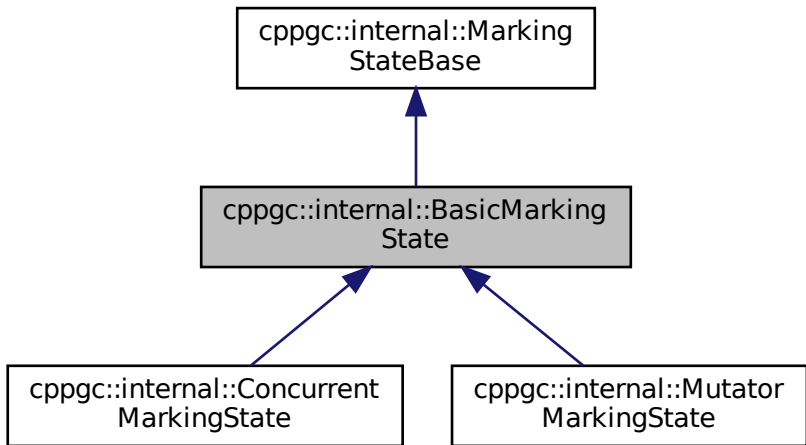 cppgc::internal::Marking
StateBase
cppgc::internal::BasicMarking
State
cppgc::internal::Concurrent
MarkingState
cppgc::internal::Mutator
MarkingState